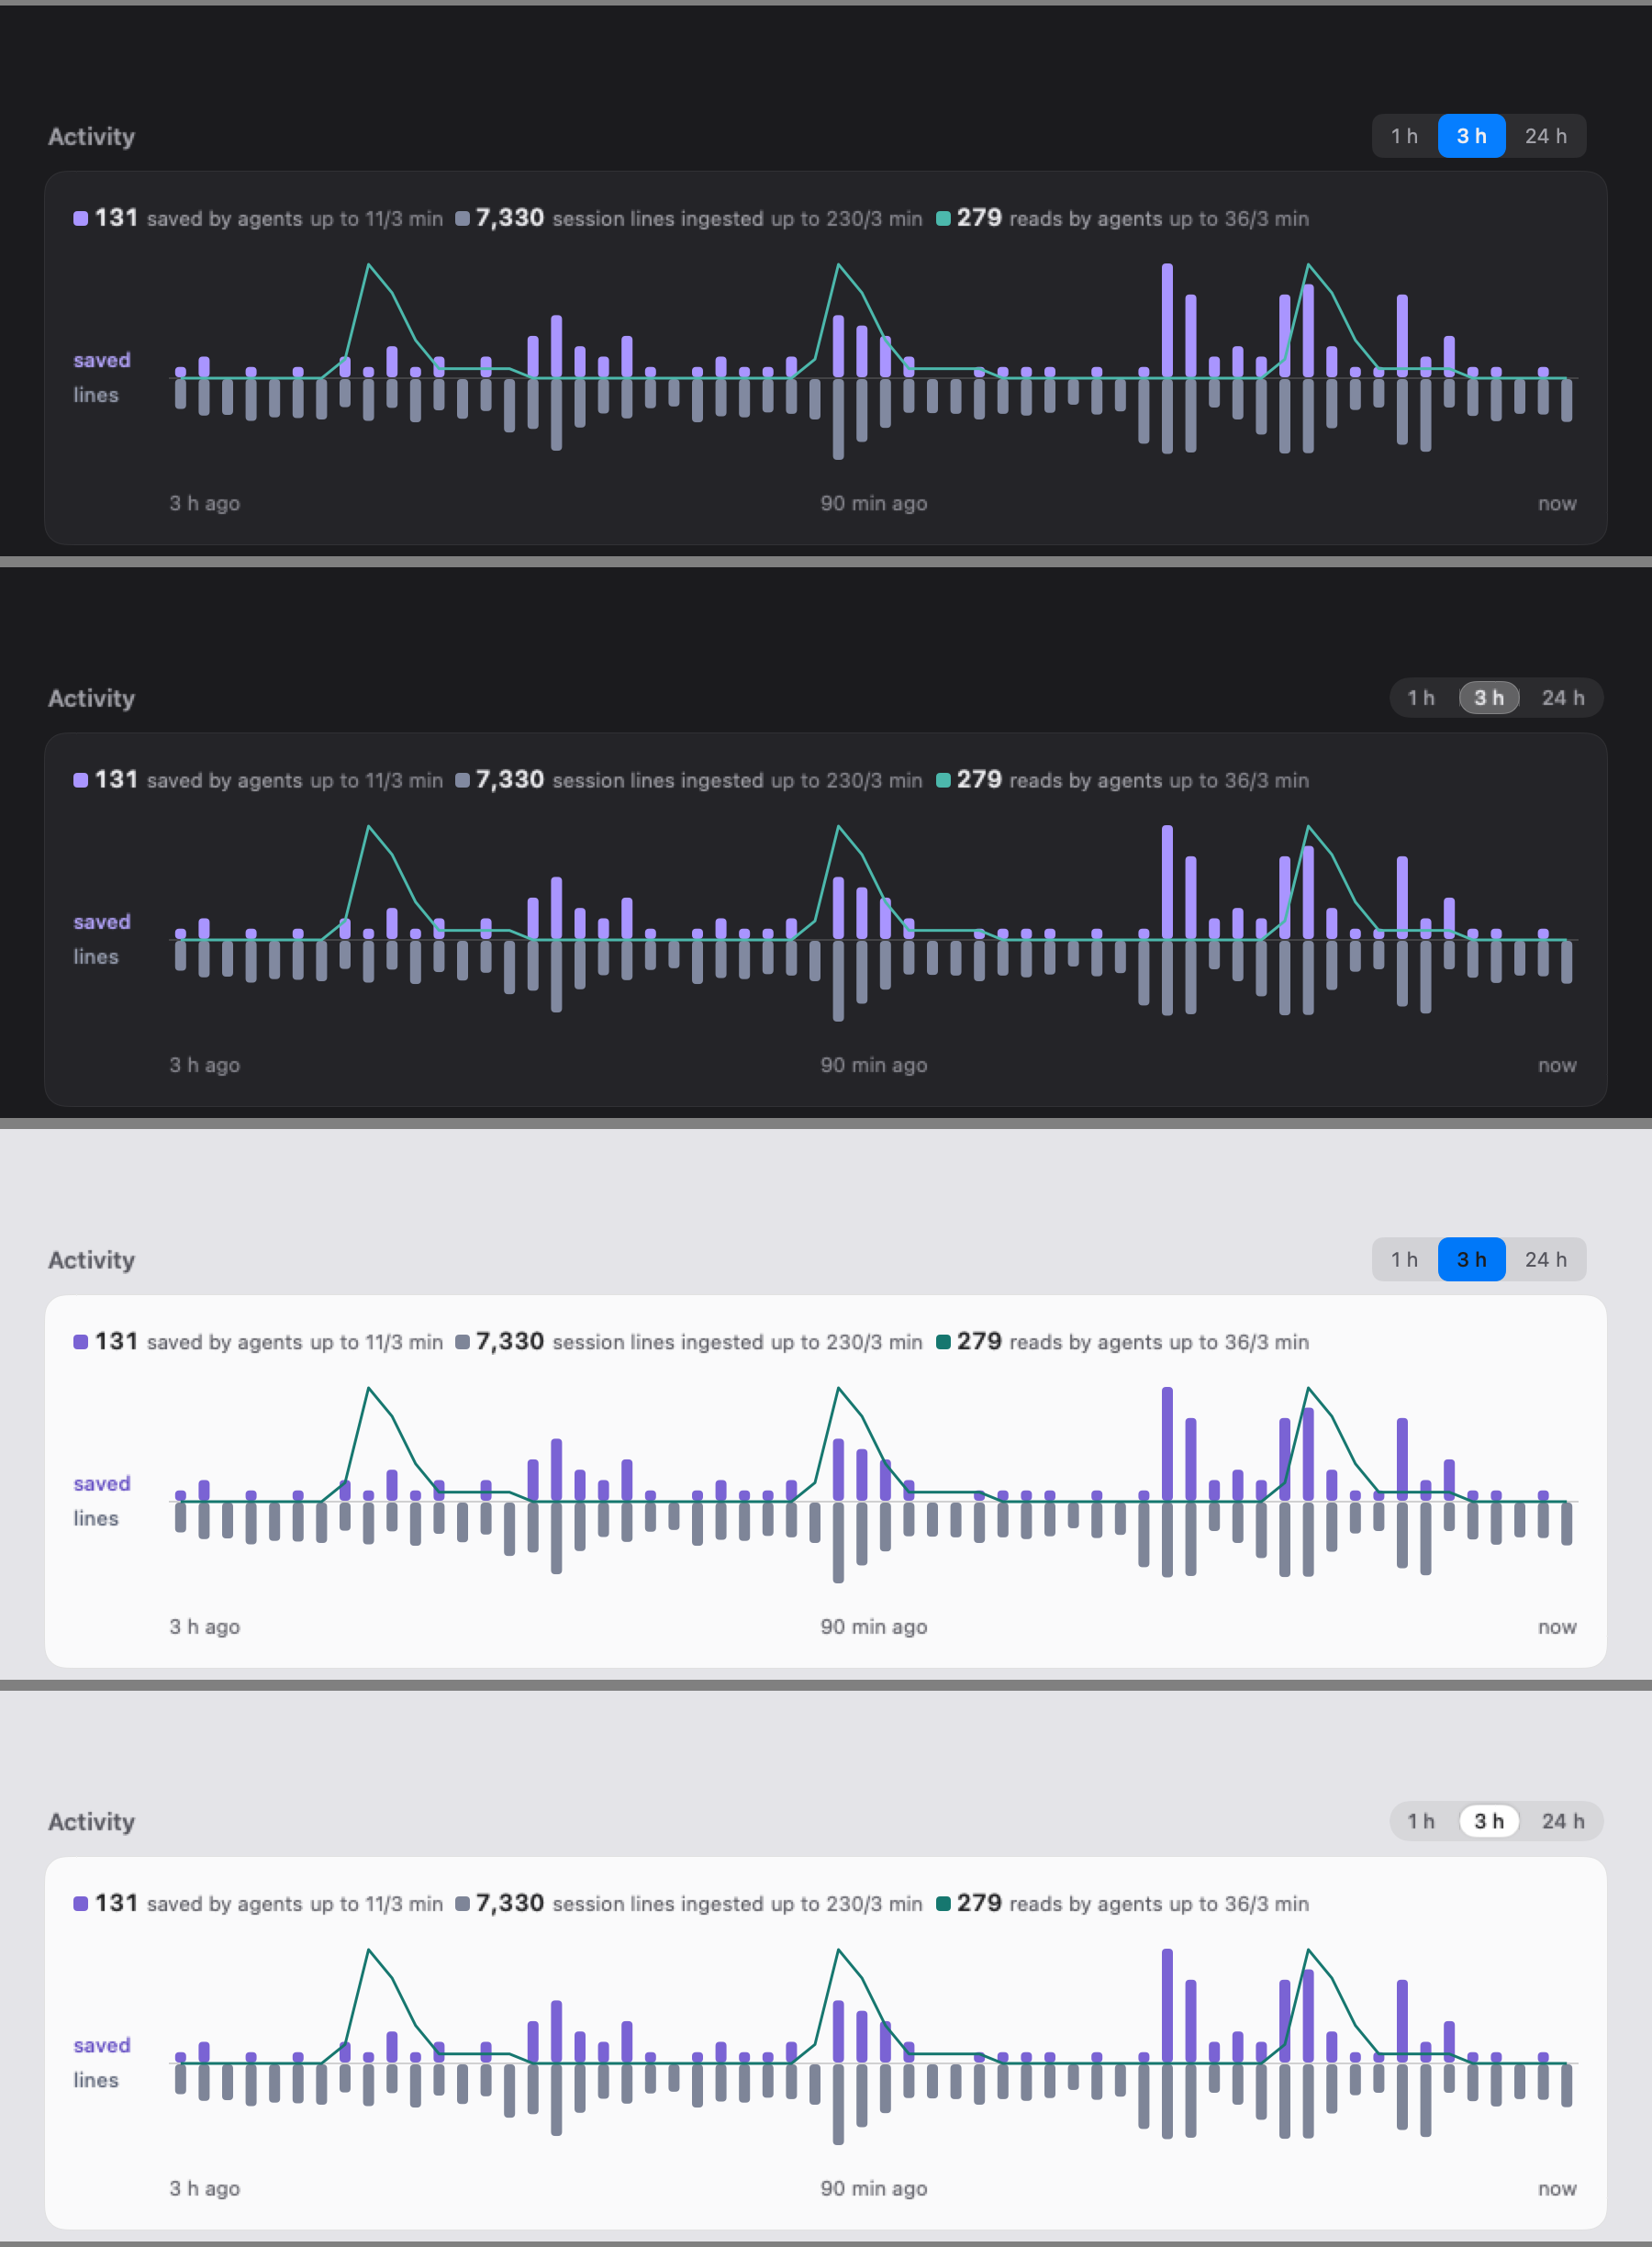 Activity 1 h 3 h 24 h
131 saved by agents up to 11/3 min 7,330 session lines ingested up to 230/3 min 279 reads by agents up to 36/3 min
saved
lines
3 h ago 90 min ago now
Activity 1 h 3 h 24 h
131 saved by agents up to 11/3 min 7,330 session lines ingested up to 230/3 min 279 reads by agents up to 36/3 min
saved
lines
3 h ago 90 min ago now
Activity 1 h 3 h 24 h
131 saved by agents up to 11/3 min 7,330 session lines ingested up to 230/3 min 279 reads by agents up to 36/3 min
saved
lines
3 h ago 90 min ago now
Activity 1 h 3 h 24 h
131 saved by agents up to 11/3 min 7,330 session lines ingested up to 230/3 min 279 reads by agents up to 36/3 min
saved
lines
3 h ago 90 min ago now